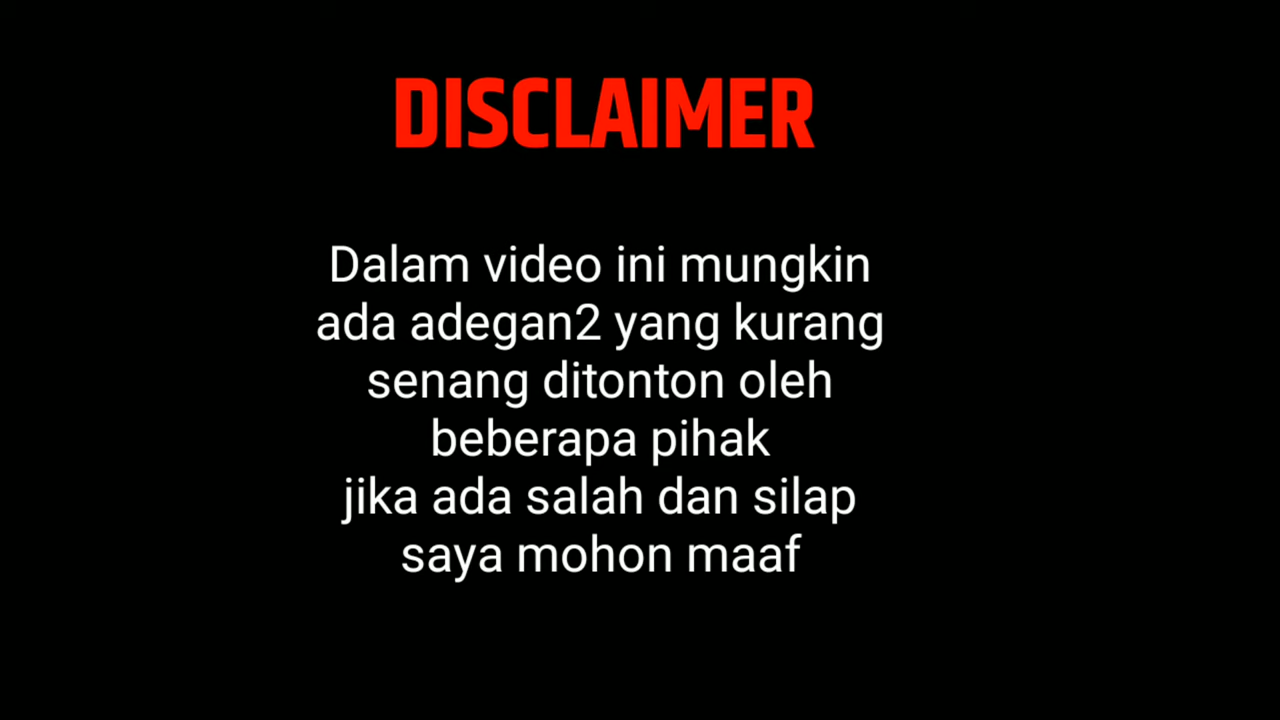 DISCLAIMER
Dalam video ini mungkin
ada adegan2 yang kurang
senang ditonton oleh
beberapa pihak
jika ada salah dan silap
saya mohon maaf